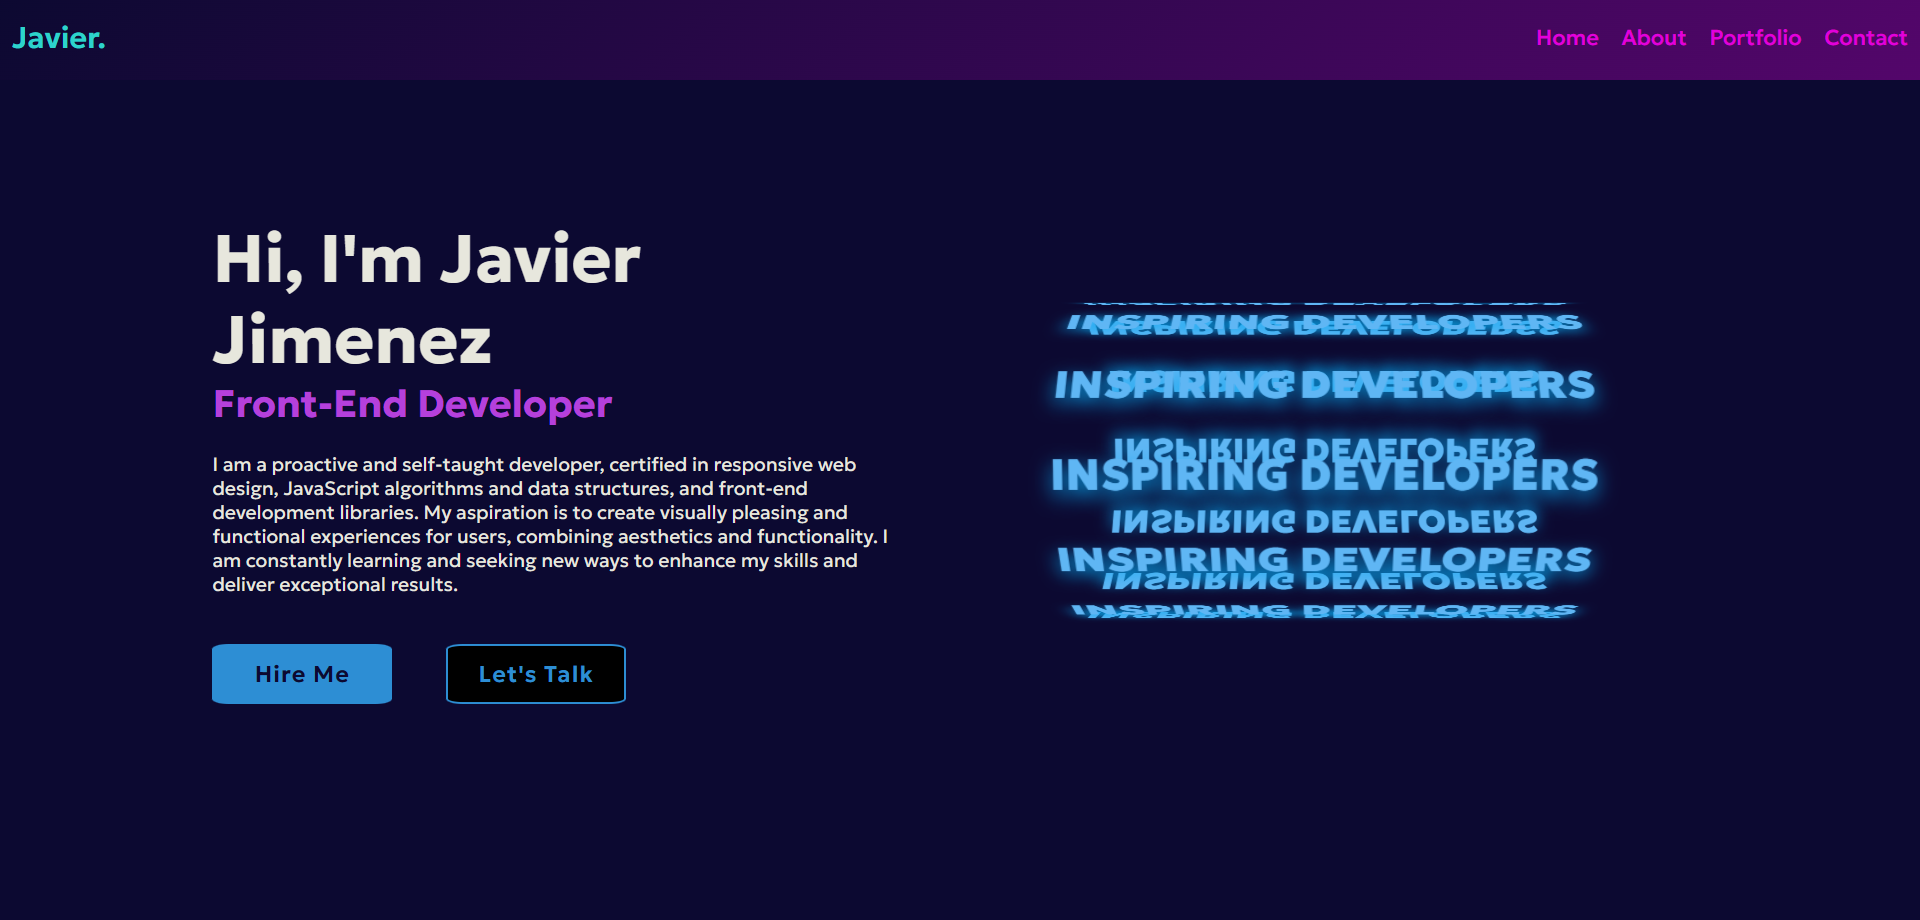 Javier.
Home About Portfolio Contact
Hi, I'm Javier
Jimenez
Front-End Developer
I am a proactive and self-taught developer, certified in responsive web
design, JavaScript algorithms and data structures, and front-end
development libraries. My aspiration is to create visually pleasing and
functional experiences for users, combining aesthetics and functionality. I
am constantly learning and seeking new ways to enhance my skills and
deliver exceptional results.
Hire Me
Let's Talk
INSPIRING DEVELOPERS
INSPIRING DEVELOPERS
INSPIRING DEVELOPERS
INSPIRING DEVELOPERS
INSPIRING DEVELOPERS
INSPIRING DEVELOPERS
INSPIRING DEVELOPERS
INSPIRING DEVELOPERS
INSPIRING DEVELOPERS